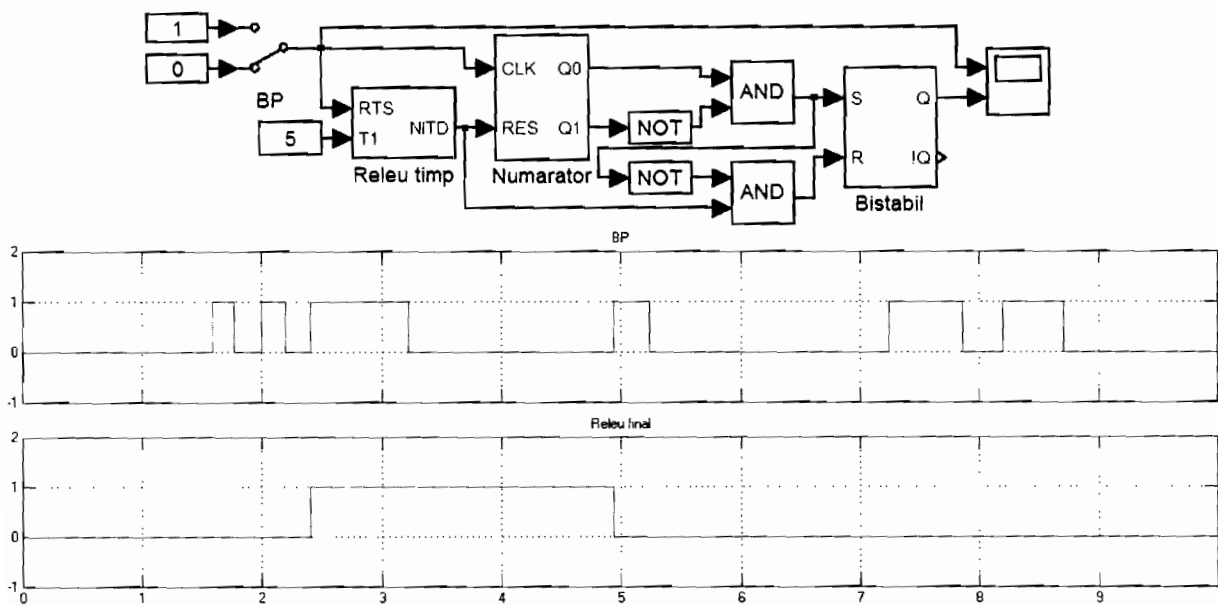 1
0
BP
5
RTS
T1
NITD
Releu timp
CLK
Q0
RES
Q1
Numarator
NOT
AND
NOT
AND
S
Q
R
!Q
Bistabil
BP
2
1
0
-1
Releu final
2
1
0
-1
0 1 2 3 4 5 6 7 8 9